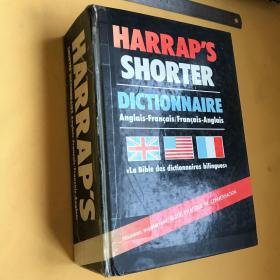 HARRAP'S
SHORTER
DICTIONNAIRE
Anglais-Français/Français-Anglais
«La Bible des dictionnaires bilingues»
HARRAP'S